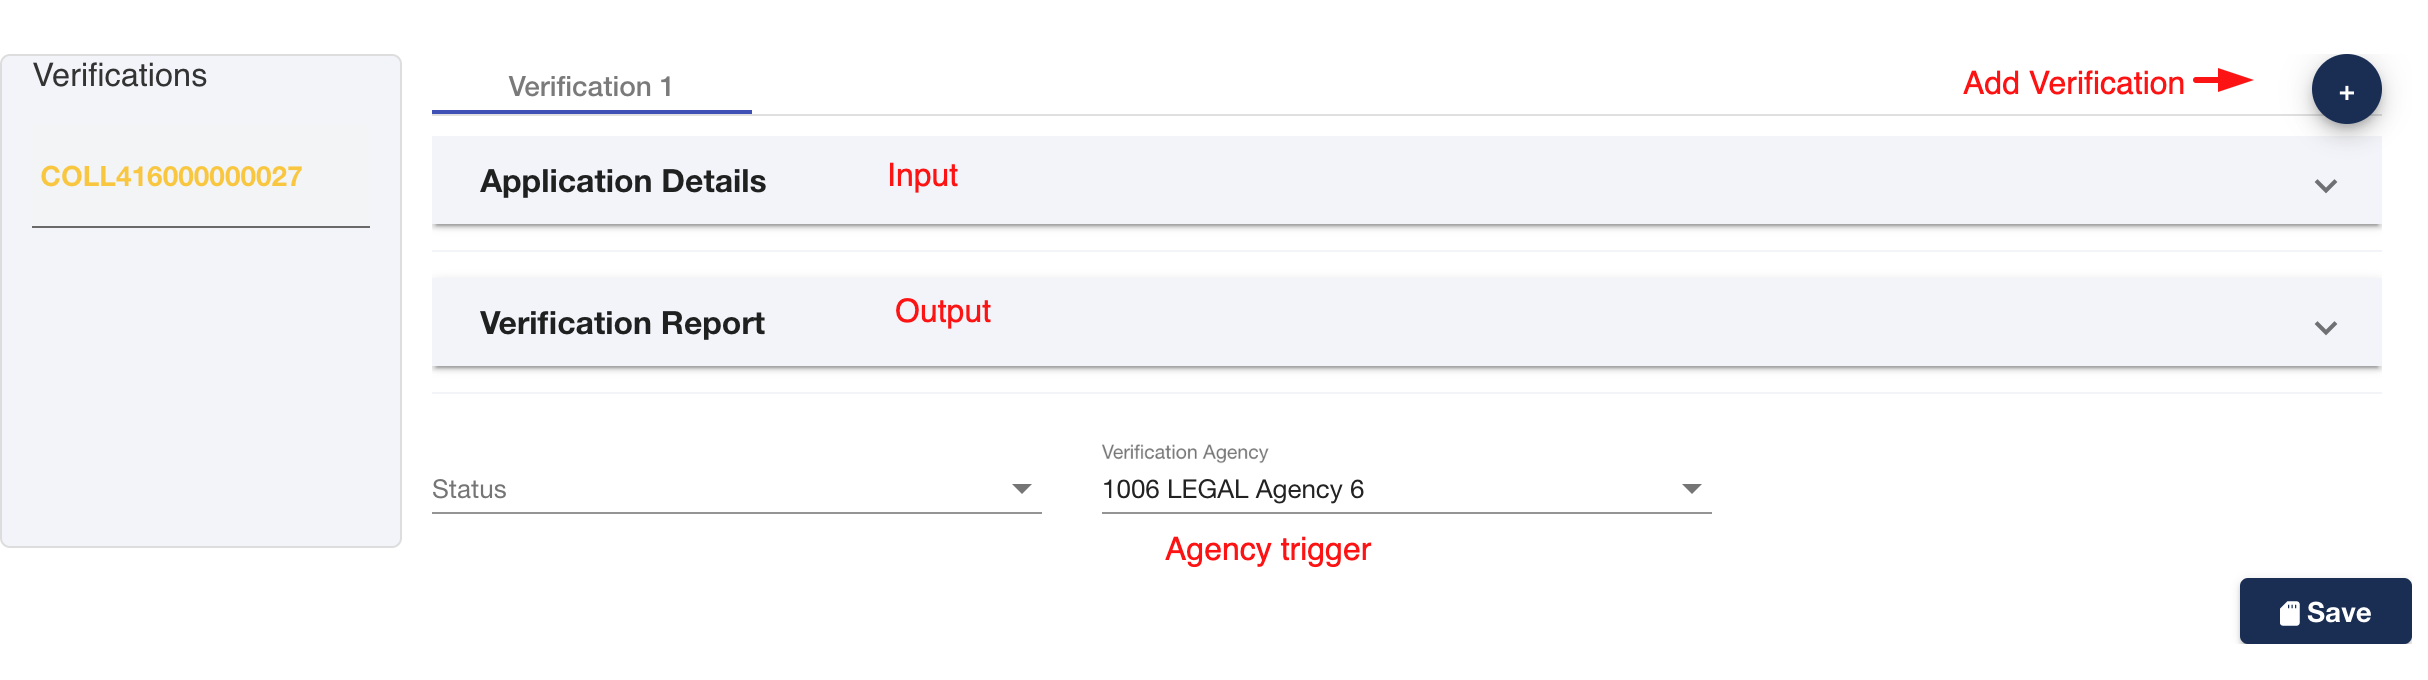 Verifications
COLL416000000027
Verification 1
Add Verification
+
Application Details
Input
Verification Report
Output
Status
Verification Agency
1006 LEGAL Agency 6
Agency trigger
Save